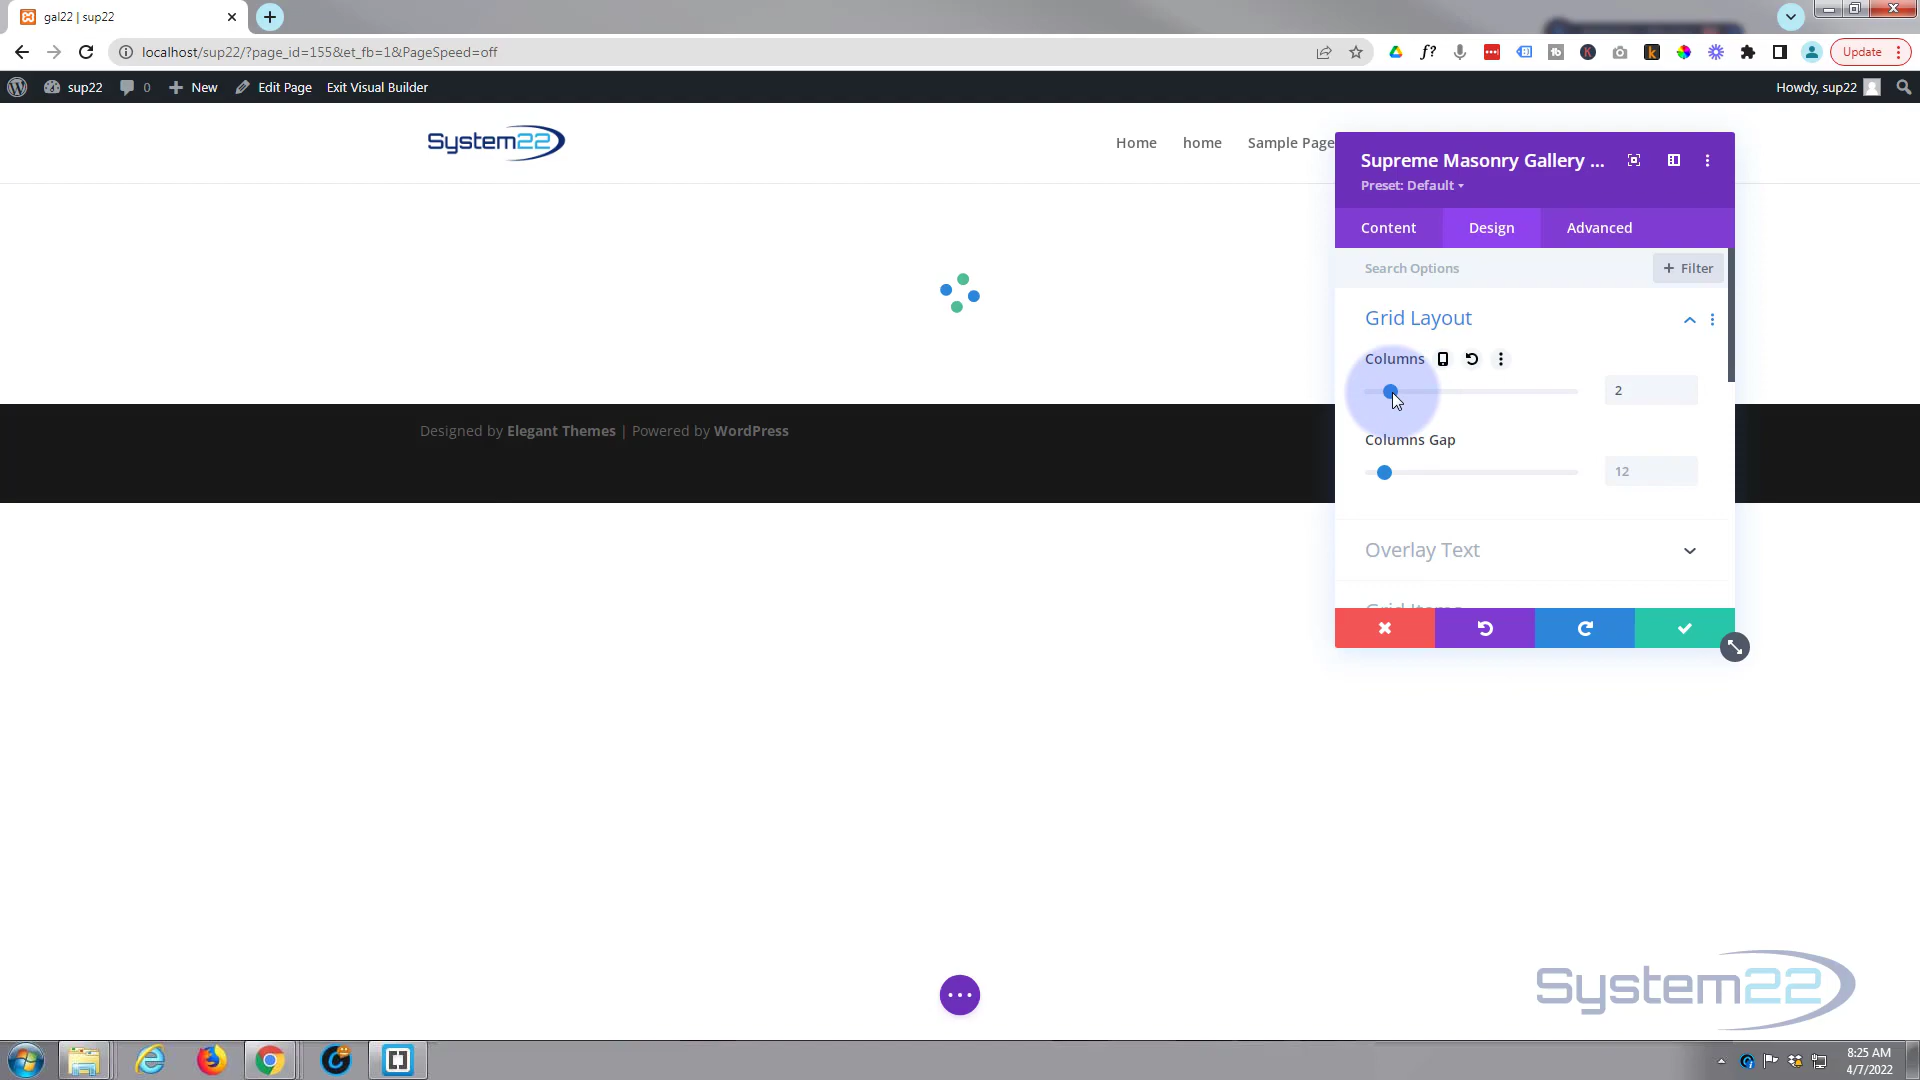 gal22 | sup22
localhost/sup22/?page_id=155&et_fb=1&PageSpeed=off
Update
sup22
0
New
Edit Page
Exit Visual Builder
Howdy, sup22
System22
Home
home
Sample Page
Supreme Masonry Gallery ...
Preset: Default
Content
Design
Advanced
Search Options
+ Filter
Grid Layout
Columns
2
Columns Gap
12
Overlay Text
Grid Items
Designed by Elegant Themes | Powered by WordPress
System22
8:25 AM
4/7/2022